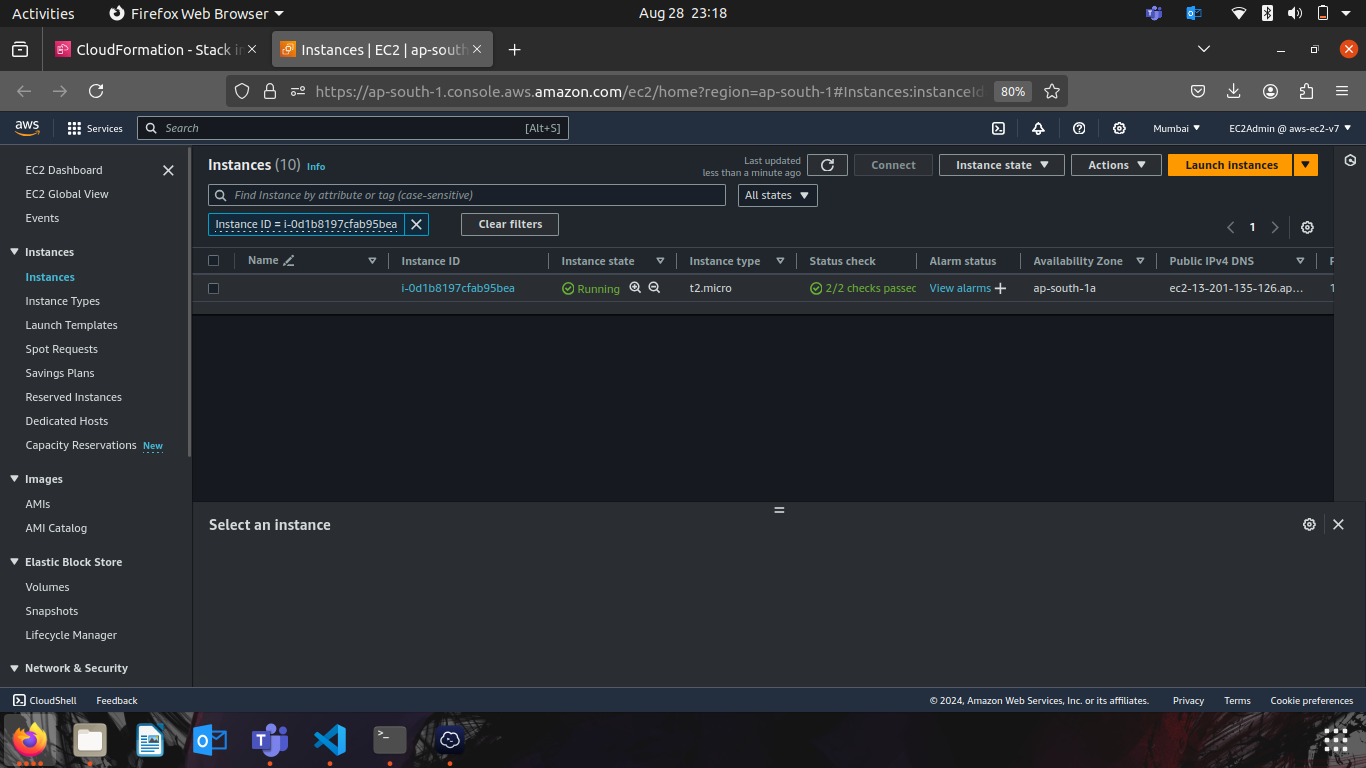 Activities Firefox Web Browser Aug 28 23:18
CloudFormation - Stack in Instances | EC2 | ap-south
https://ap-south-1.console.aws.amazon.com/ec2/home?region=ap-south-1#Instances:instanceId 80%
aws Services Search [Alt+S] Mumbai EC2Admin @ aws-ec2-v7
EC2 Dashboard
EC2 Global View
Events
Instances
Instances
Instance Types
Launch Templates
Spot Requests
Savings Plans
Reserved Instances
Dedicated Hosts
Capacity Reservations New
Images
AMIs
AMI Catalog
Elastic Block Store
Volumes
Snapshots
Lifecycle Manager
Network & Security
Instances (10) Info
Last updated
less than a minute ago
Connect Instance state Actions Launch instances
Find Instance by attribute or tag (case-sensitive) All states
Instance ID = i-0d1b8197cfab95bea Clear filters
1
Name Instance ID Instance state Instance type Status check Alarm status Availability Zone Public IPv4 DNS P
i-0d1b8197cfab95bea Running t2.micro 2/2 checks passec View alarms ap-south-1a ec2-13-201-135-126.ap... 1
Select an instance
CloudShell Feedback © 2024, Amazon Web Services, Inc. or its affiliates. Privacy Terms Cookie preferences